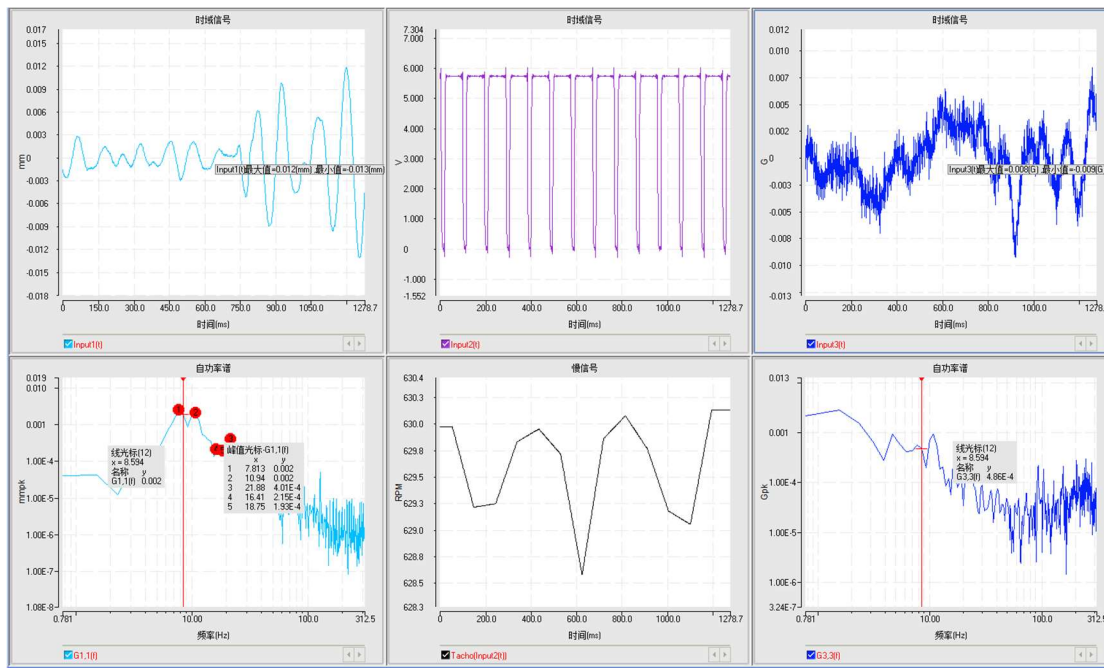 时域信号
0.017
0.012
0.009
0.006
0.003
0
-0.003
-0.006
-0.009
-0.012
-0.015
-0.018
mm
Input1(t)最大值=0.012(mm) ,最小值=-0.013(mm)
0 150.0 300.0 450.0 600.0 750.0 900.0 1050.0 1278.7
时间(ms)
Input1(t)
时域信号
7.304
7.000
6.000
5.000
4.000
3.000
2.000
1.000
0
-1.000
-1.552
V
0 200.0 400.0 600.0 800.0 1000.0 1278.7
时间(ms)
Input2(t)
时域信号
0.012
0.010
0.007
0.005
0.002
0
-0.003
-0.005
-0.008
-0.010
-0.013
G
Input3(t)最大值=0.008(G) ,最小值=-0.009(G)
0 200.0 400.0 600.0 1000.0 1278.7
时间(ms)
Input3(t)
自功率谱
0.019
0.010
0.001
1.00E-4
1.00E-5
1.00E-6
1.00E-7
1.08E-8
mmpk
1 2 3
线光标(12)
x = 8.594
名称 y
G1,1(f) 0.002
峰值光标-G1,1(f)
x y
1 7.813 0.002
2 10.94 0.002
3 21.88 4.01E-4
4 16.41 2.15E-4
5 18.75 1.93E-4
0.781 10.00 100.0 312.5
频率(Hz)
G1,1(f)
慢信号
630.4
630.0
629.8
629.6
629.3
629.0
628.8
628.5
628.3
RPM
0 200.0 400.0 600.0 800.0 1000.0 1278.7
时间(ms)
Tacho(Input2(t))
自功率谱
0.013
0.001
1.00E-4
1.00E-5
1.00E-6
3.24E-7
Gpk
线光标(12)
x = 8.594
名称 y
G3,3(f) 4.86E-4
0.781 10.00 100.0 312.5
频率(Hz)
G3,3(f)